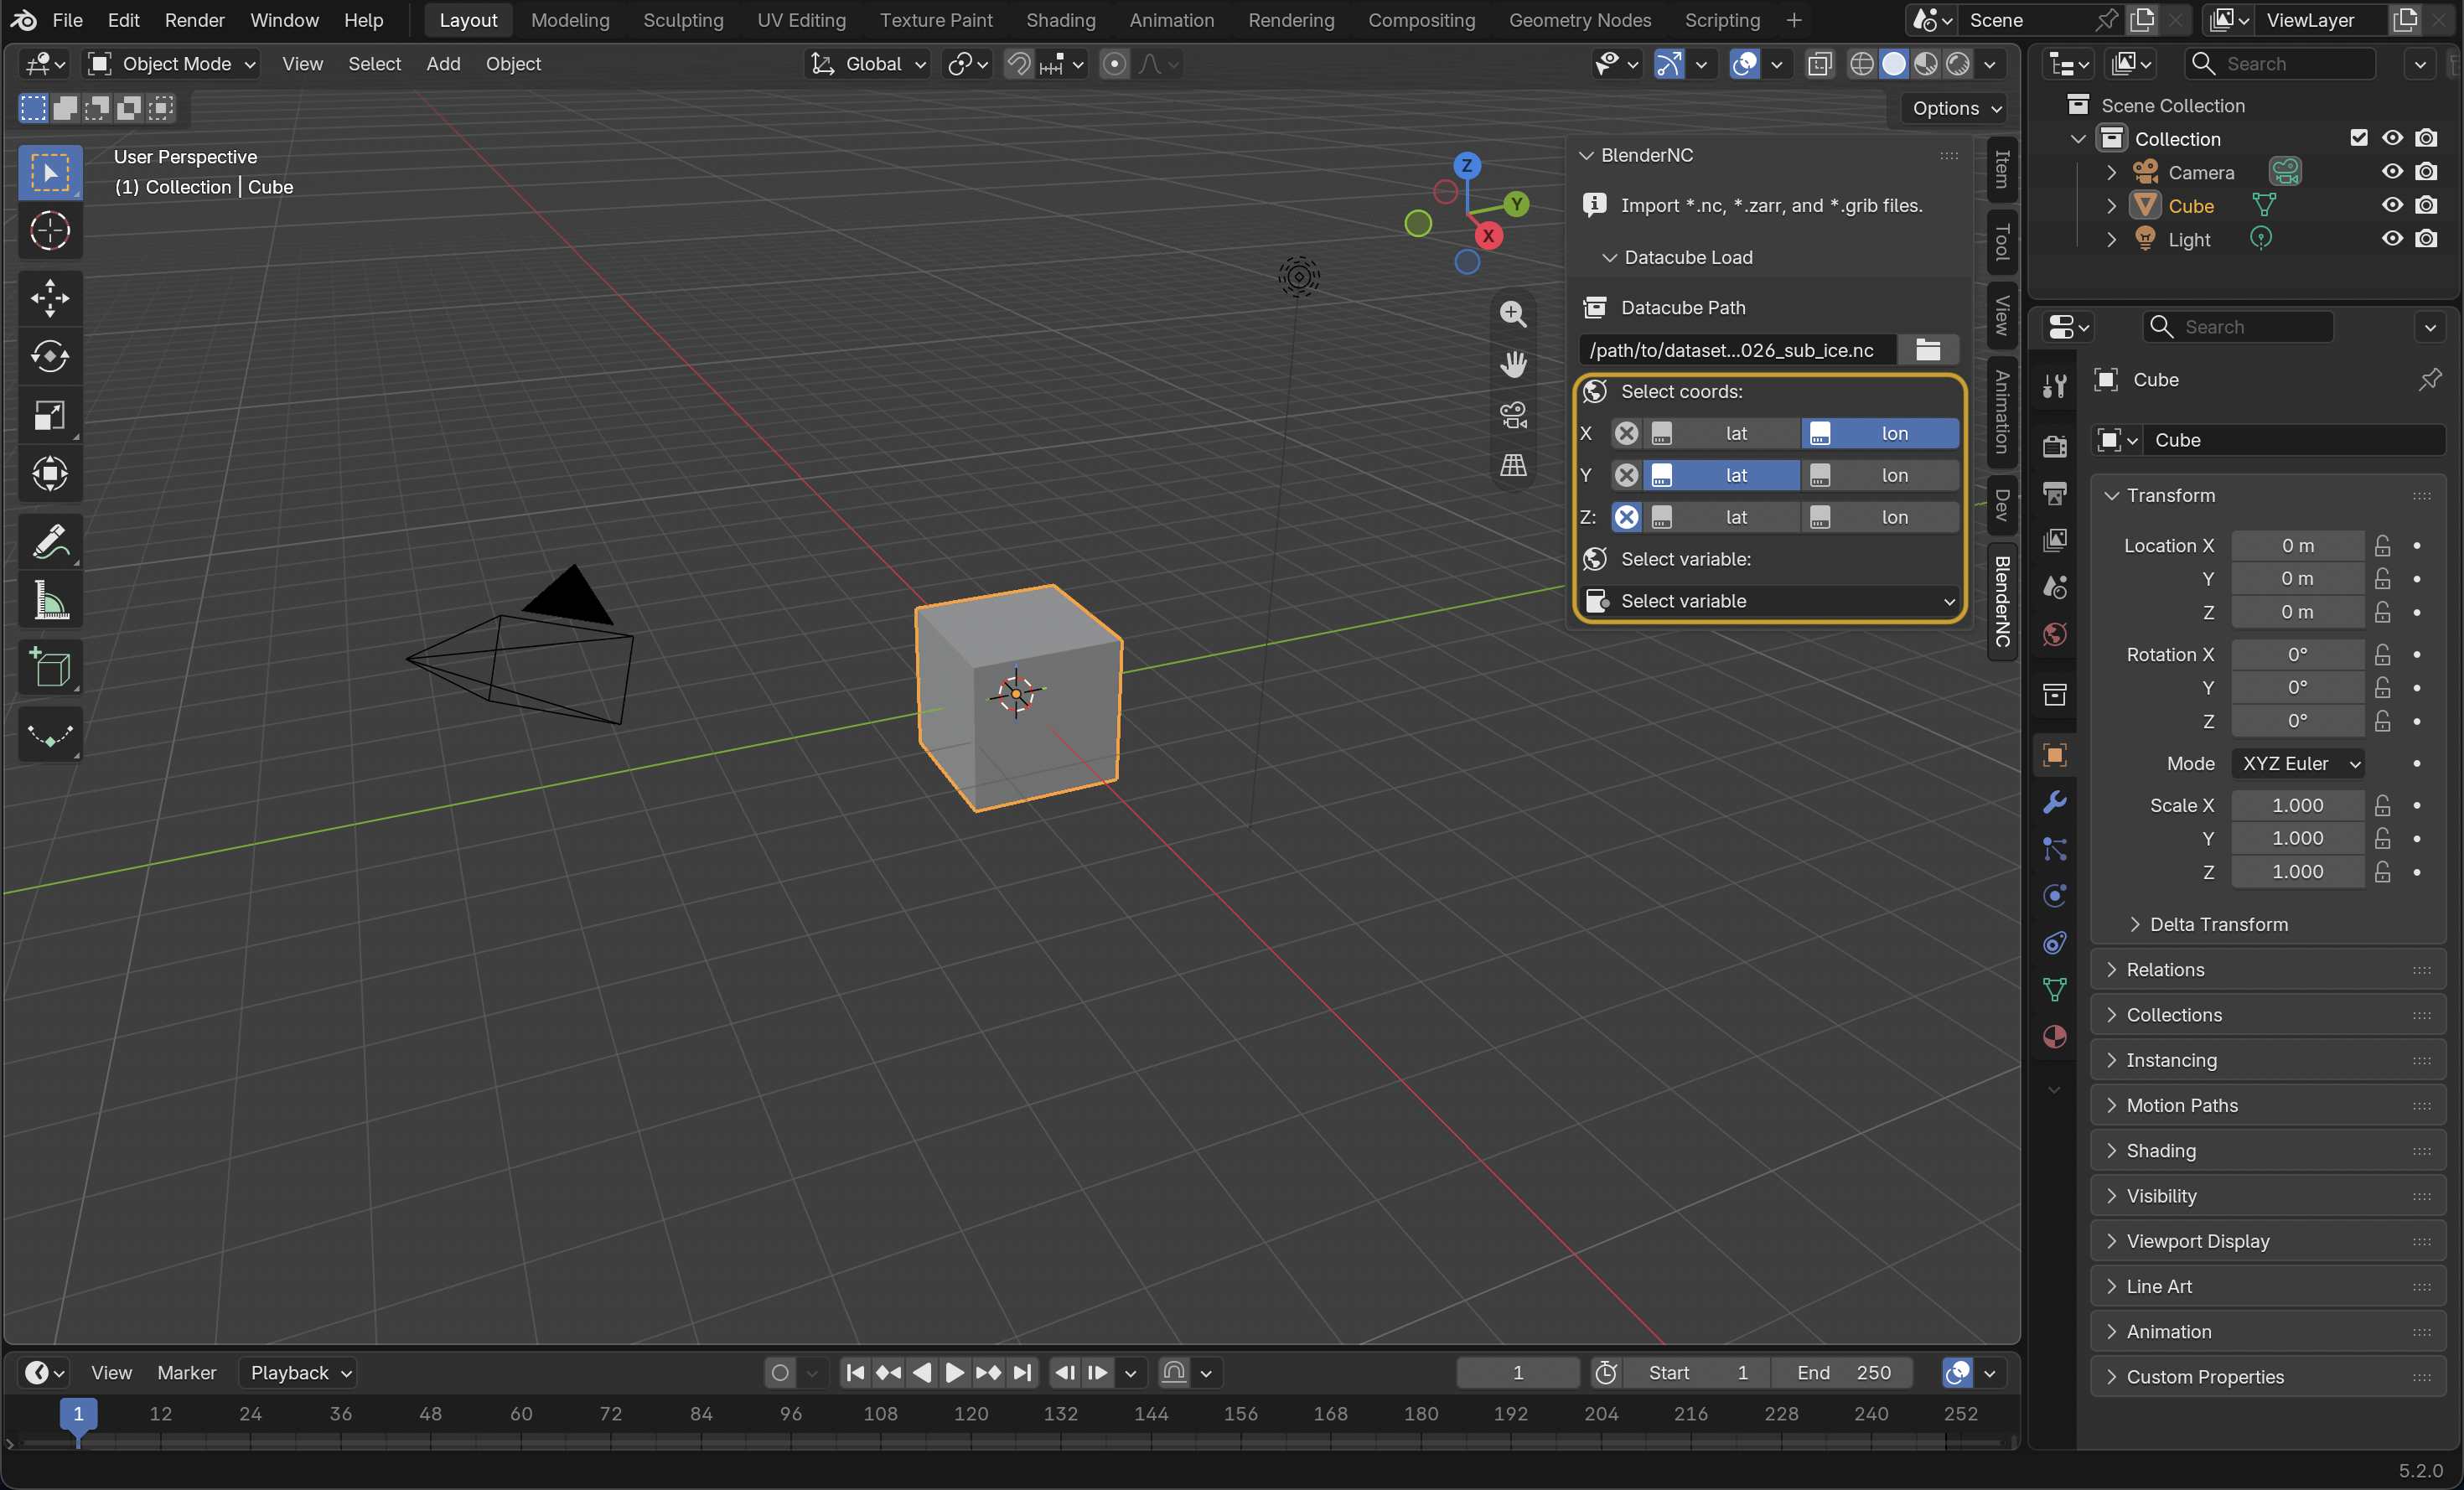 File Edit Render Window Help Layout Modeling Sculpting UV Editing Texture Paint Shading Animation Rendering Compositing Geometry Nodes Scripting + Scene ViewLayer
Object Mode View Select Add Object Global
Options
User Perspective
(1) Collection | Cube
Z
Y
X
BlenderNC
Import *.nc, *.zarr, and *.grib files.
Datacube Load
Datacube Path
/path/to/dataset...026_sub_ice.nc
Select coords:
X lat lon
Y lat lon
Z: lat lon
Select variable:
Select variable
Item
Tool
View
Animation
Dev
BlenderNC
Search
Scene Collection
Collection
Camera
Cube
Light
Search
Cube
Cube
Transform
Location X 0 m
Y 0 m
Z 0 m
Rotation X 0°
Y 0°
Z 0°
Mode XYZ Euler
Scale X 1.000
Y 1.000
Z 1.000
Delta Transform
Relations
Collections
Instancing
Motion Paths
Shading
Visibility
Viewport Display
Line Art
Animation
Custom Properties
View Marker Playback 1 Start 1 End 250
1 12 24 36 48 60 72 84 96 108 120 132 144 156 168 180 192 204 216 228 240 252
5.2.0